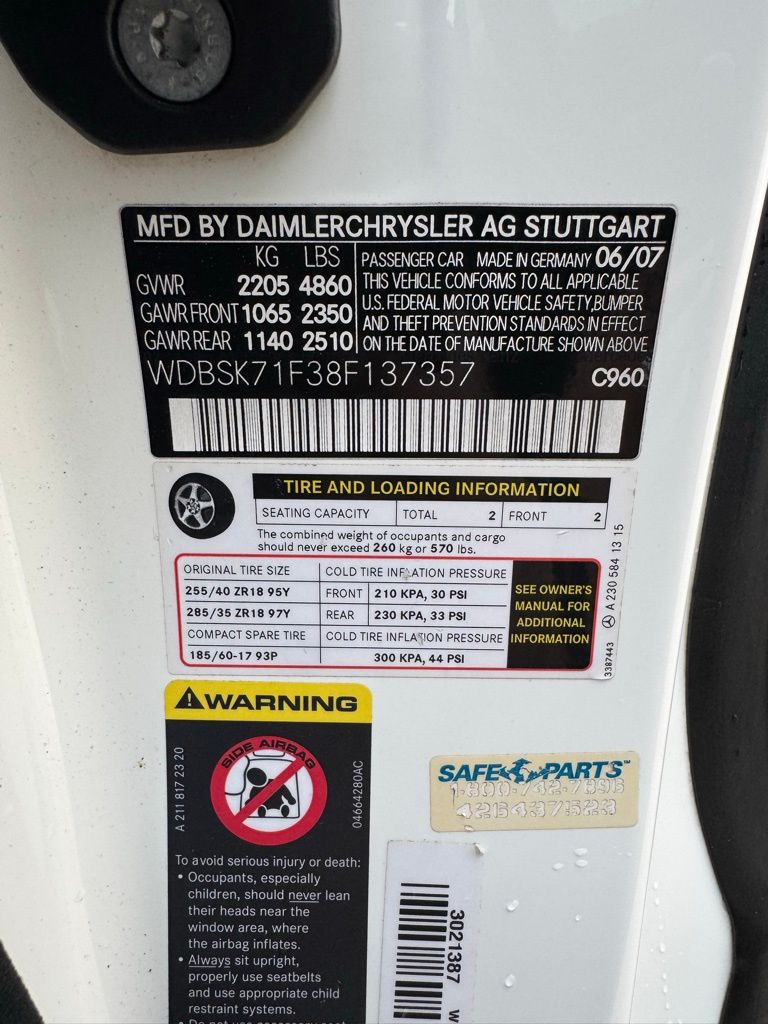 MFD BY DAIMLERCHRYSLER AG STUTTGART
KG LBS
GVWR 2205 4860
GAWR FRONT 1065 2350
GAWR REAR 1140 2510
PASSENGER CAR MADE IN GERMANY 06/07
THIS VEHICLE CONFORMS TO ALL APPLICABLE
U.S. FEDERAL MOTOR VEHICLE SAFETY, BUMPER
AND THEFT PREVENTION STANDARDS IN EFFECT
ON THE DATE OF MANUFACTURE SHOWN ABOVE
WDBSK71F38F137357 C960
TIRE AND LOADING INFORMATION
SEATING CAPACITY TOTAL 2 FRONT 2
The combined weight of occupants and cargo
should never exceed 260 kg or 570 lbs.
ORIGINAL TIRE SIZE COLD TIRE INFLATION PRESSURE
255/40 ZR18 95Y FRONT 210 KPA, 30 PSI
285/35 ZR18 97Y REAR 230 KPA, 33 PSI
COMPACT SPARE TIRE COLD TIRE INFLATION PRESSURE
185/60-17 93P 300 KPA, 44 PSI
SEE OWNER'S
MANUAL FOR
ADDITIONAL
INFORMATION
A 230 584 13 15
3387443
WARNING
SIDE AIRBAG
A 211 817 23 20
04664280AC
To avoid serious injury or death:
• Occupants, especially
children, should never lean
their heads near the
window area, where
the airbag inflates.
• Always sit upright,
properly use seatbelts
and use appropriate child
restraint systems.
SAFE PARTS™
1-800-742-7896
426437523
3021387